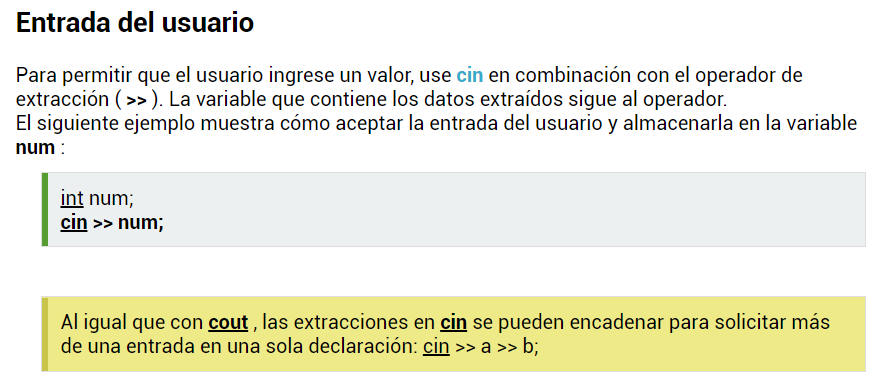 Entrada del usuario
Para permitir que el usuario ingrese un valor, use cin en combinación con el operador de
extracción ( >> ). La variable que contiene los datos extraídos sigue al operador.
El siguiente ejemplo muestra cómo aceptar la entrada del usuario y almacenarla en la variable
num :
int num;
cin >> num;
Al igual que con cout , las extracciones en cin se pueden encadenar para solicitar más
de una entrada en una sola declaración: cin >> a >> b;